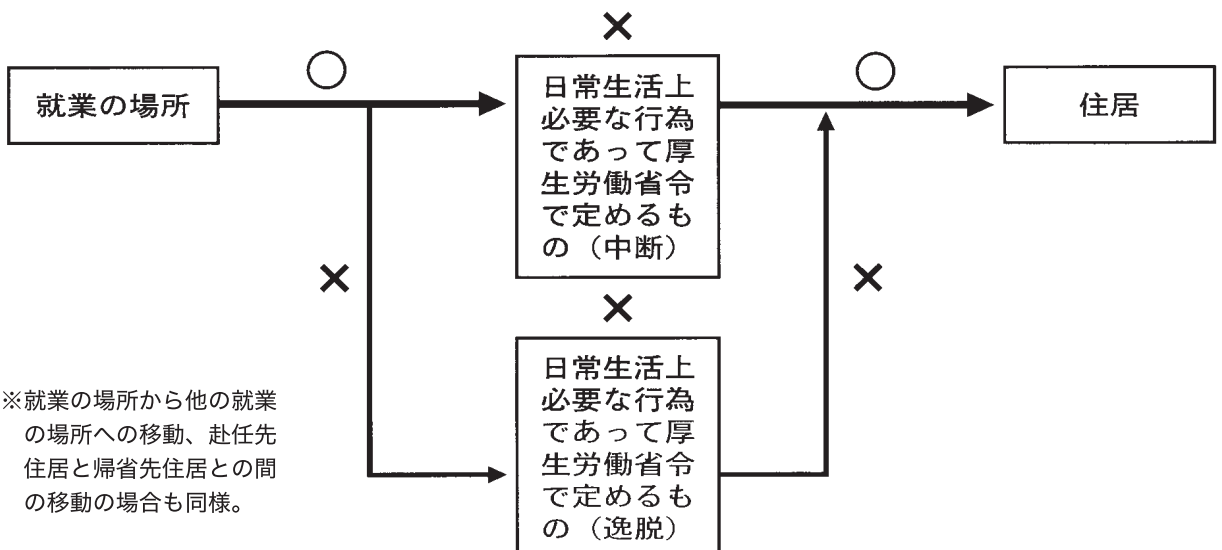 就業の場所
日常生活上
必要な行為
であって厚
生労働省令
で定めるも
の（中断）
住居
日常生活上
必要な行為
であって厚
生労働省令
で定めるも
の（逸脱）
※就業の場所から他の就業
の場所への移動、赴任先
住居と帰省先住居との間
の移動の場合も同様。